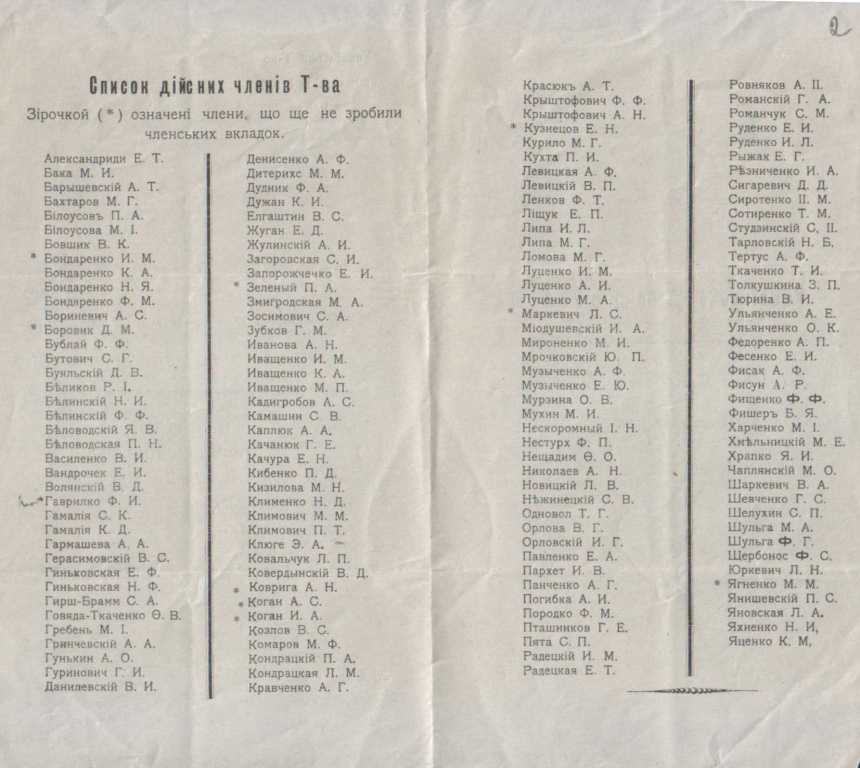 2
Список дійсних членів Т-ва
Зірочкой (*) означені члени, що ще не зробили
членських вкладок.
Александриди Е. Т.
Бака М. И.
Барышевскій А. Т.
Бахтаров М. Г.
Білоусовъ П. А.
Білоусова М. І.
Бовшик В. К.
* Бондаренко И. М.
Бондаренко К. А.
Бондаренко Н. Я.
Бондяренко Ф. М.
Бориневич А. С.
* Боровик Д. М.
Бублай Ф. Ф.
Бутович С. Г.
Буяльскій Д. В.
Бѣликов Р. І.
Бѣлинскій Н. И.
Бѣлинскій Ф. Ф.
Бѣловодскій Я. В.
Бѣловодская П. Н.
Василенко В. И.
Вандрочек Е. И.
Волянскій В. Д.
* Гаврилко Ф. И.
Гамалія С. К.
Гамалія К. Д.
Гармашева А. А.
Герасимовскій В. С.
Гиньковская Е. Ф.
Гиньковская Н. Ф.
Гирш-Брамм С. А.
Говяда-Ткаченко Ѳ. В.
Гребень М. І.
Гринчевскій А. А.
Гунькин А. О.
Гуринович Г. И.
Данилевскій В. И.
Денисенко А. Ф.
Дитерихс М. М.
Дудник Ф. А.
Дужан К. И.
Елгаштин В. С.
Жуган Е. Д.
Жулинскій А. И.
Загоровская С. И.
Запорожчечко Е. И.
* Зеленый П. А.
Змигродская М. А.
Зосимович С. А.
Зубков Г. М.
Иванова А. Н.
Иващенко И. М.
Иващенко К. А.
Иващенко М. П.
Кадигробов А. С.
Камашин С. В.
Каплюк А. А.
Качанюк Г. Е.
Качура Е. Н.
Кибенко П. Д.
Кизилова М. Н.
Клименко Н. Д.
Климович М. М.
Климович П. Т.
Клюге Э. А.
Ковальчук Л. П.
Ковердынскій В. Д.
* Коврига А. Н.
* Коган А. С.
* Коган И. А.
Козлов В. С.
Комаров М. Ф.
Кондрацкій П. А.
Кондрацкая Л. М.
Кравченко А. Г.
Красюкъ А. Т.
Крыштофович Ф. Ф.
Крыштофович А. Н.
* Кузнецов Е. Н.
Курило М. Г.
Кухта П. И.
Левицкая А. Ф.
Левицкій В. П.
Ленков Ф. Т.
Ліщук Е. П.
Липа И. Л.
Липа М. Г.
Ломова М. Г.
Луценко И. М.
Луценко А. И.
Луценко М. А.
* Маркевич Л. С.
Міодушевскій И. А.
Мироненко М. И.
Мрочковскій Ю. П.
Музыченко А. Ф.
Музыченко Е. Ю.
Мурзина О. В.
Мухин М. И.
Нескоромный І. Н.
Нестурх Ф. П.
Нещадим Ѳ. О.
Николаев А. Н.
Новицкій Л. В.
Нѣжинецкій С. В.
Одновол Т. Г.
Орлова В. Г.
Орловскій И. Г.
Павленко Е. А.
Пархет И. В.
Панченко А. Г.
Погибка А. И.
Породко Ф. М.
Пташников Г. Е.
Пята С. П.
Радецкій И. М.
Радецкая Е. Т.
Ровняков А. П.
Романскій Г. А.
Романчук С. М.
Руденко Е. И.
Руденко И. Л.
Рыжак Е. Г.
Рѣзниченко И. А.
Сигаревич Д. Д.
Сиротенко П. М.
Сотиренко Т. М.
Студзинскій С, П.
Тарловскій Н. Б.
Тертус А. Ф.
Ткаченко Т. И.
Толкушкина З. П.
Тюрина В. И.
Ульянченко А. Е.
Ульянченко О. К.
Федоренко А. П.
Фесенко Е. И.
Фисак А. Ф.
Фисун А. Р.
Фищенко Ф. Ф.
Фишеръ Б. Я.
Харченко М. І.
Хмѣльницкій М. Е.
Храпко Я. И.
Чаплянскій М. О.
Шаркевич В. А.
Шевченко Г. С.
Шелухин С. П.
Шульга М. А.
Шульга Ф. Г.
Щербонос Ф. С.
Юркевич Л. Н.
* Ягненко М. М.
Янишевскій П. С.
Яновская Л. А.
Яхненко Н. И,
Яценко К. М,